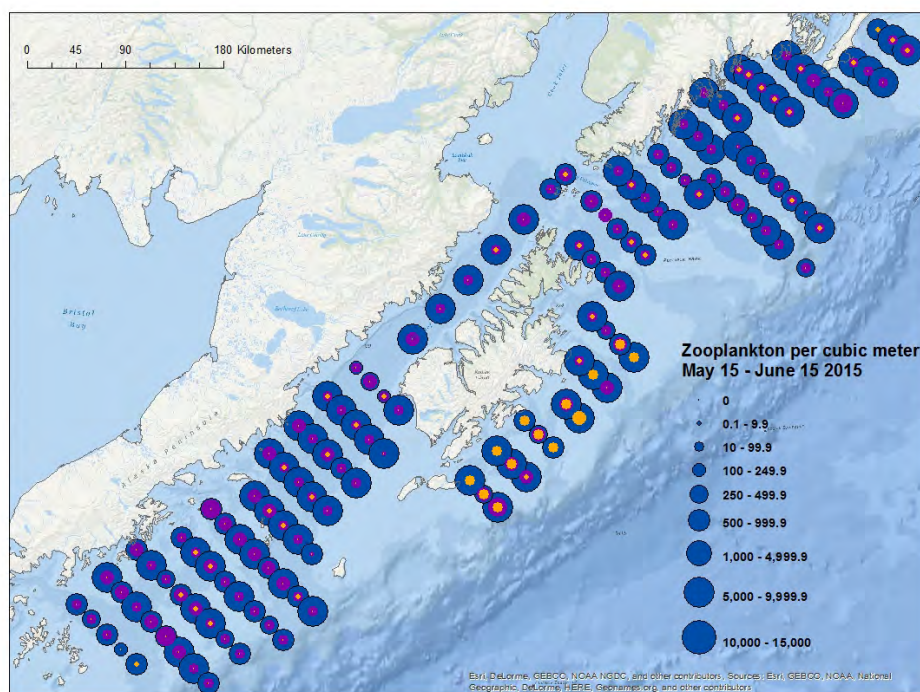 0 45 90 180 Kilometers
Bristol
Bay
Alaska Peninsula
Zooplankton per cubic meter
May 15 - June 15 2015
0
0.1 - 9.9
10 - 99.9
100 - 249.9
250 - 499.9
500 - 999.9
1,000 - 4,999.9
5,000 - 9,999.9
10,000 - 15,000
Esri, DeLorme, GEBCO, NOAA NGDC, and other contributors, Sources: Esri, GEBCO, NOAA, National
Geographic, DeLorme, HERE, Geonames.org, and other contributors